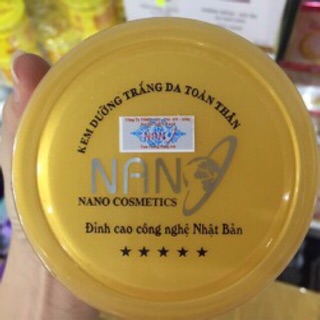 KEM DƯỠNG TRẮNG DA TOÀN THÂN
NANO
NANO COSMETICS
Đỉnh cao công nghệ Nhật Bản